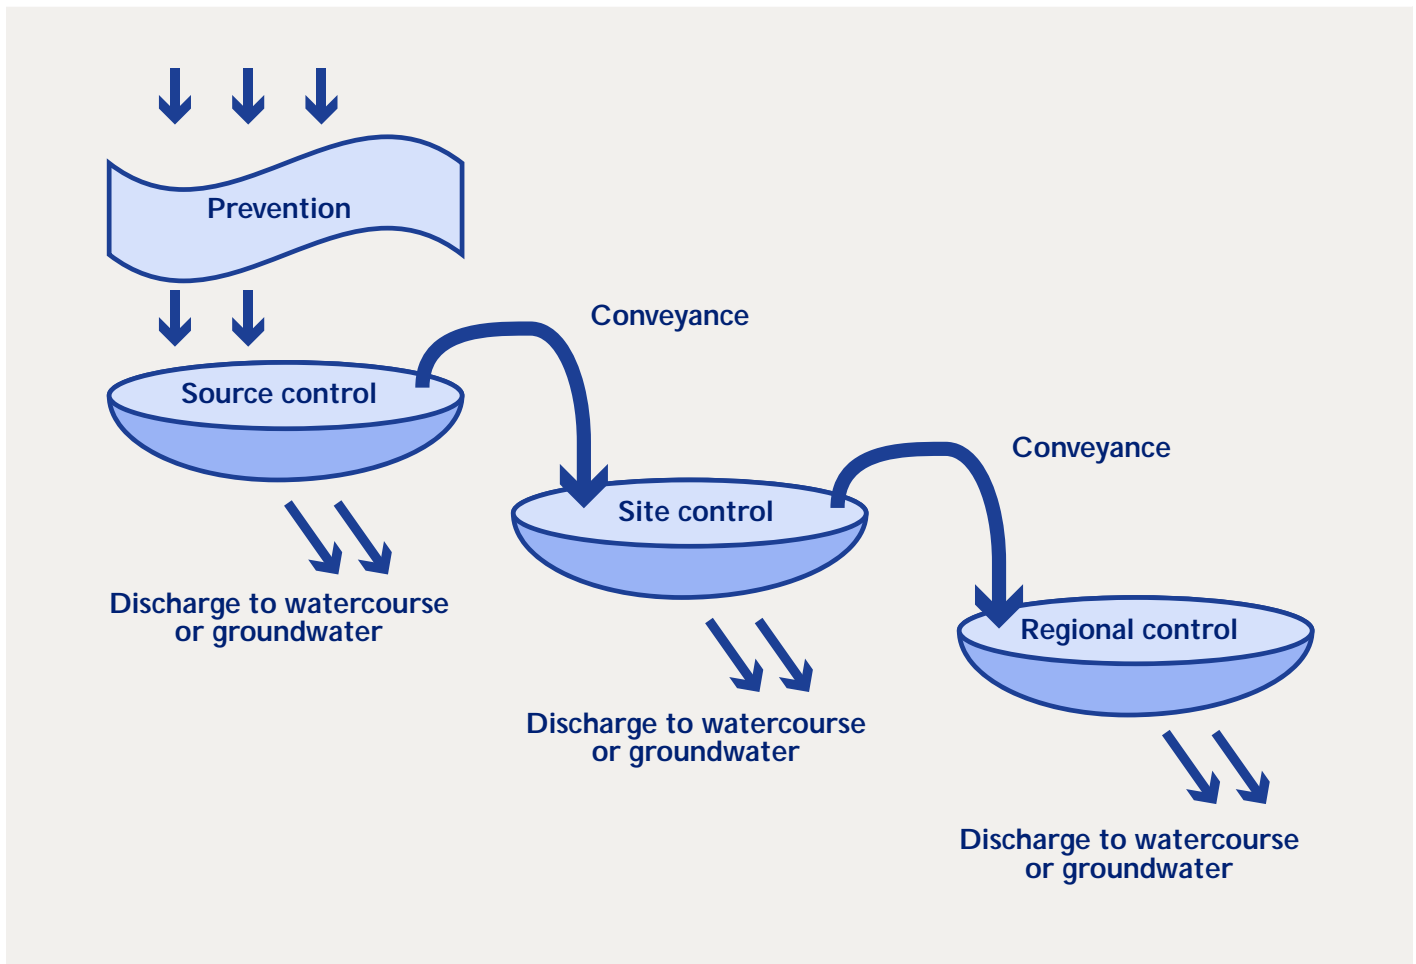 Prevention
Conveyance
Source control
Conveyance
Site control
Discharge to watercourse
or groundwater
Regional control
Discharge to watercourse
or groundwater
Discharge to watercourse
or groundwater